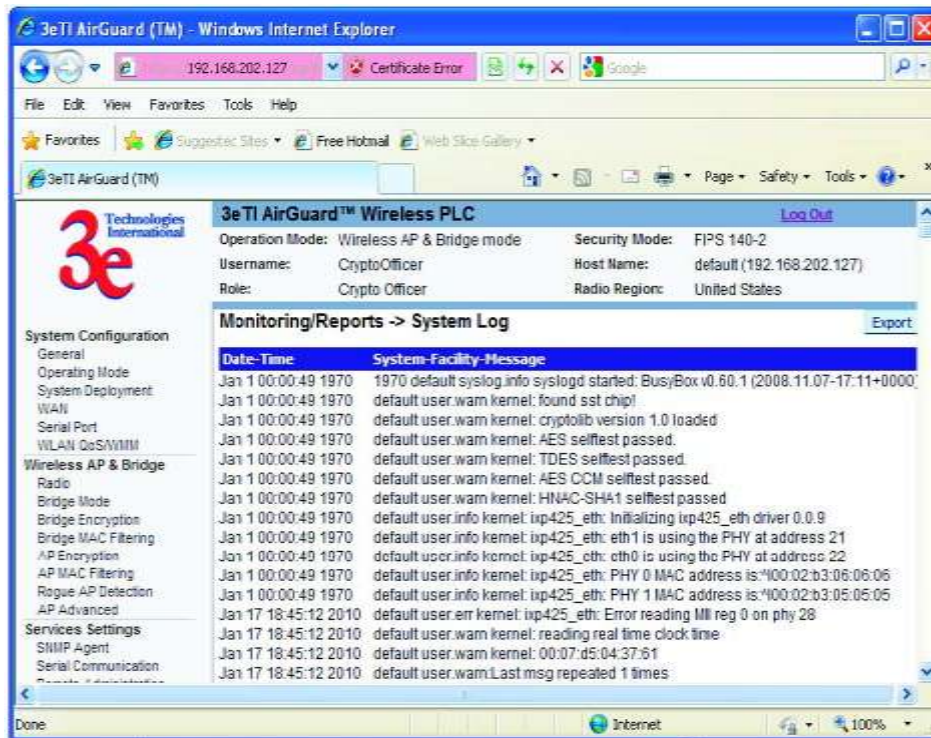 3eTI AirGuard (TM) - Windows Internet Explorer
192.168.202.127 Certificate Error Google
File Edit View Favorites Tools Help
Favorites Suggested Sites Free Hotmail Web Slice Gallery
3eTI AirGuard (TM) Page Safety Tools
3e Technologies International
3eTI AirGuard™ Wireless PLC Log Out
Operation Mode: Wireless AP & Bridge mode Security Mode: FIPS 140-2
Username: CryptoOfficer Host Name: default (192.168.202.127)
Role: Crypto Officer Radio Region: United States
Monitoring/Reports -> System Log Export
System Configuration
General
Operating Mode
System Deployment
WAN
Serial Port
WLAN QoS/WMM
Wireless AP & Bridge
Radio
Bridge Mode
Bridge Encryption
Bridge MAC Filtering
AP Encryption
AP MAC Filtering
Rogue AP Detection
AP Advanced
Services Settings
SNMP Agent
Serial Communication
Date-Time System-Facility-Message
Jan 1 00:00:49 1970 1970 default syslog.info syslogd started: BusyBox v0.60.1 (2008.11.07-17:11+0000)
Jan 1 00:00:49 1970 default user.warn kernel: found sst chip!
Jan 1 00:00:49 1970 default user.warn kernel: cryptolib version 1.0 loaded
Jan 1 00:00:49 1970 default user.warn kernel: AES selftest passed.
Jan 1 00:00:49 1970 default user.warn kernel: TDES selftest passed.
Jan 1 00:00:49 1970 default user.warn kernel: AES CCM selftest passed.
Jan 1 00:00:49 1970 default user.warn kernel: HNAC-SHA1 selftest passed
Jan 1 00:00:49 1970 default user.info kernel: ixp425_eth: Initializing ixp425_eth driver 0.0.9
Jan 1 00:00:49 1970 default user.info kernel: ixp425_eth: eth1 is using the PHY at address 21
Jan 1 00:00:49 1970 default user.info kernel: ixp425_eth: eth0 is using the PHY at address 22
Jan 1 00:00:49 1970 default user.info kernel: ixp425_eth: PHY 0 MAC address is:^I00:02:b3:06:06:06
Jan 1 00:00:49 1970 default user.info kernel: ixp425_eth: PHY 1 MAC address is:^I00:02:b3:05:05:05
Jan 17 18:45:12 2010 default user.err kernel: ixp425_eth: Error reading MII reg 0 on phy 28
Jan 17 18:45:12 2010 default user.warn kernel: reading real time clock time
Jan 17 18:45:12 2010 default user.warn kernel: 00:07:d5:04:37:61
Jan 17 18:45:12 2010 default user.warn:Last msg repeated 1 times
Done Internet 100%